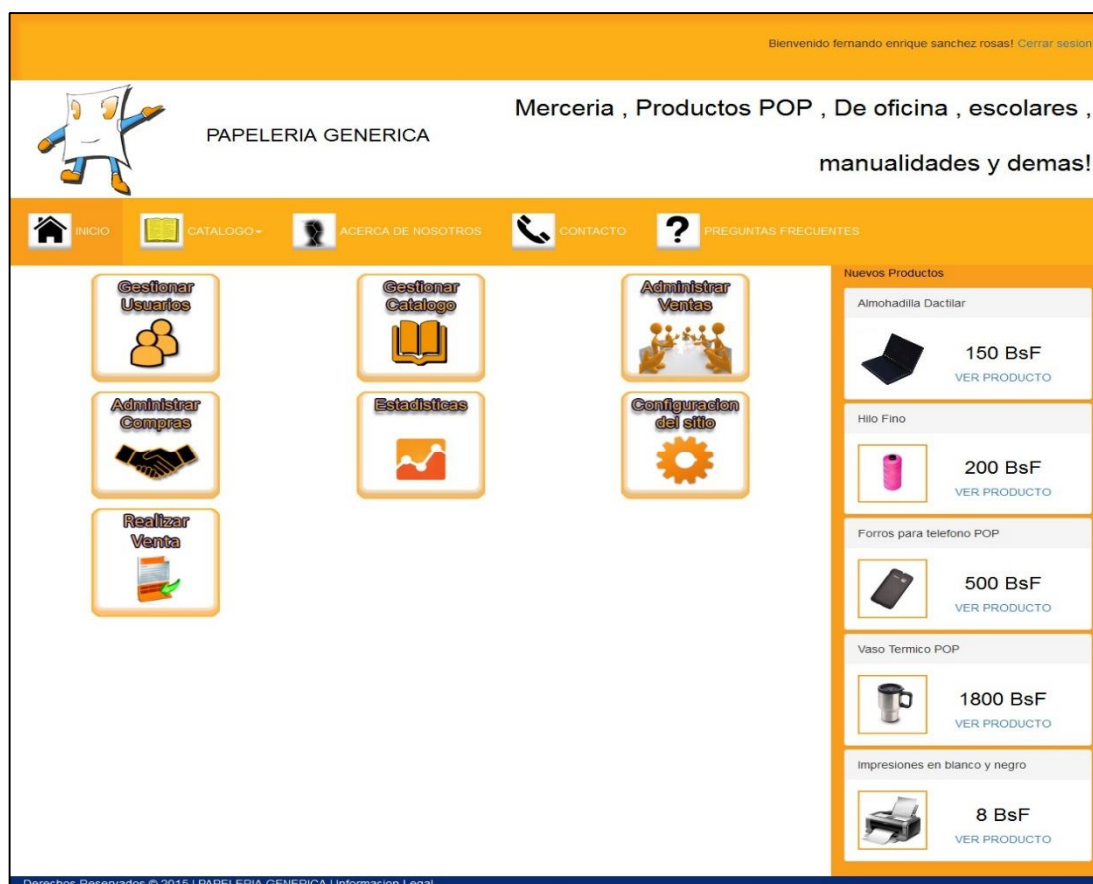 Bienvenido fernando enrique sanchez rosas! Cerrar sesion
PAPELERIA GENERICA
Merceria , Productos POP , De oficina , escolares ,
manualidades y demas!
INICIO
CATALOGO
ACERCA DE NOSOTROS
CONTACTO
PREGUNTAS FRECUENTES
Gestionar
Usuarios
Gestionar
Catalogo
Administrar
Ventas
Administrar
Compras
Estadisticas
Configuracion
del sitio
Realizar
Venta
Nuevos Productos
Almohadilla Dactilar
150 BsF
VER PRODUCTO
Hilo Fino
200 BsF
VER PRODUCTO
Forros para telefono POP
500 BsF
VER PRODUCTO
Vaso Termico POP
1800 BsF
VER PRODUCTO
Impresiones en blanco y negro
8 BsF
VER PRODUCTO
Derechos Reservados © 2015 | PAPELERIA GENERICA | Informacion Legal